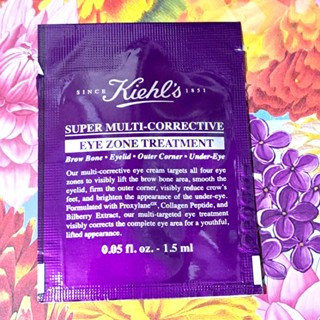 SINCE Kiehl's 1851
SUPER MULTI-CORRECTIVE
EYE ZONE TREATMENT
Brow Bone • Eyelid • Outer Corner • Under-Eye
Our multi-corrective eye cream targets all four eye
zones to visibly lift the brow bone area, smooth the
eyelid, firm the outer corner, visibly reduce crow's
feet, and brighten the appearance of the under-eye.
Formulated with Proxylane™, Collagen Peptide, and
Bilberry Extract, our multi-targeted eye treatment
visibly corrects the complete eye area for a youthful,
lifted appearance.
0.05 fl. oz. - 1.5 ml